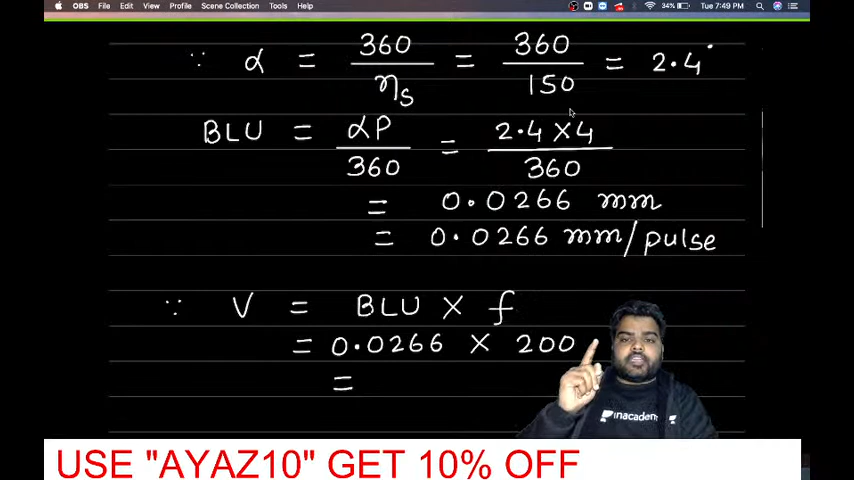 OBS File Edit View Profile Scene Collection Tools Help 34% Tue 7:49 PM
∵ α = 360/ηs = 360/150 = 2.4°
BLU = αP/360 = 2.4×4/360
= 0.0266 mm
= 0.0266 mm/pulse
∵ V = BLU × f
= 0.0266 × 200
=
unacadem
USE "AYAZ10" GET 10% OFF